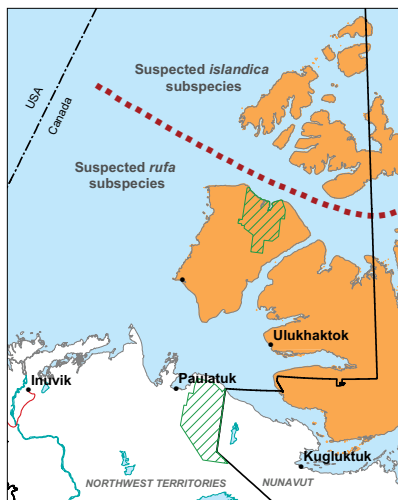 Suspected islandica
subspecies
USA
Canada
Suspected rufa
subspecies
Ulukhaktok
Inuvik
Paulatuk
Kugluktuk
NORTHWEST TERRITORIES
NUNAVUT